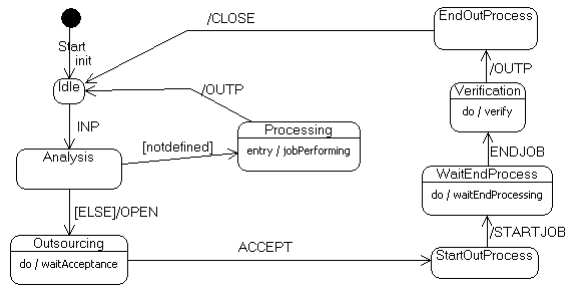 /CLOSE
EndOutProcess
Start
init
Idle
/OUTP
/OUTP
Verification
do / verify
INP
Processing
entry / jobPerforming
[notdefined]
Analysis
ENDJOB
WaitEndProcess
do / waitEndProcessing
[ELSE]/OPEN
/STARTJOB
Outsourcing
do / waitAcceptance
ACCEPT
StartOutProcess